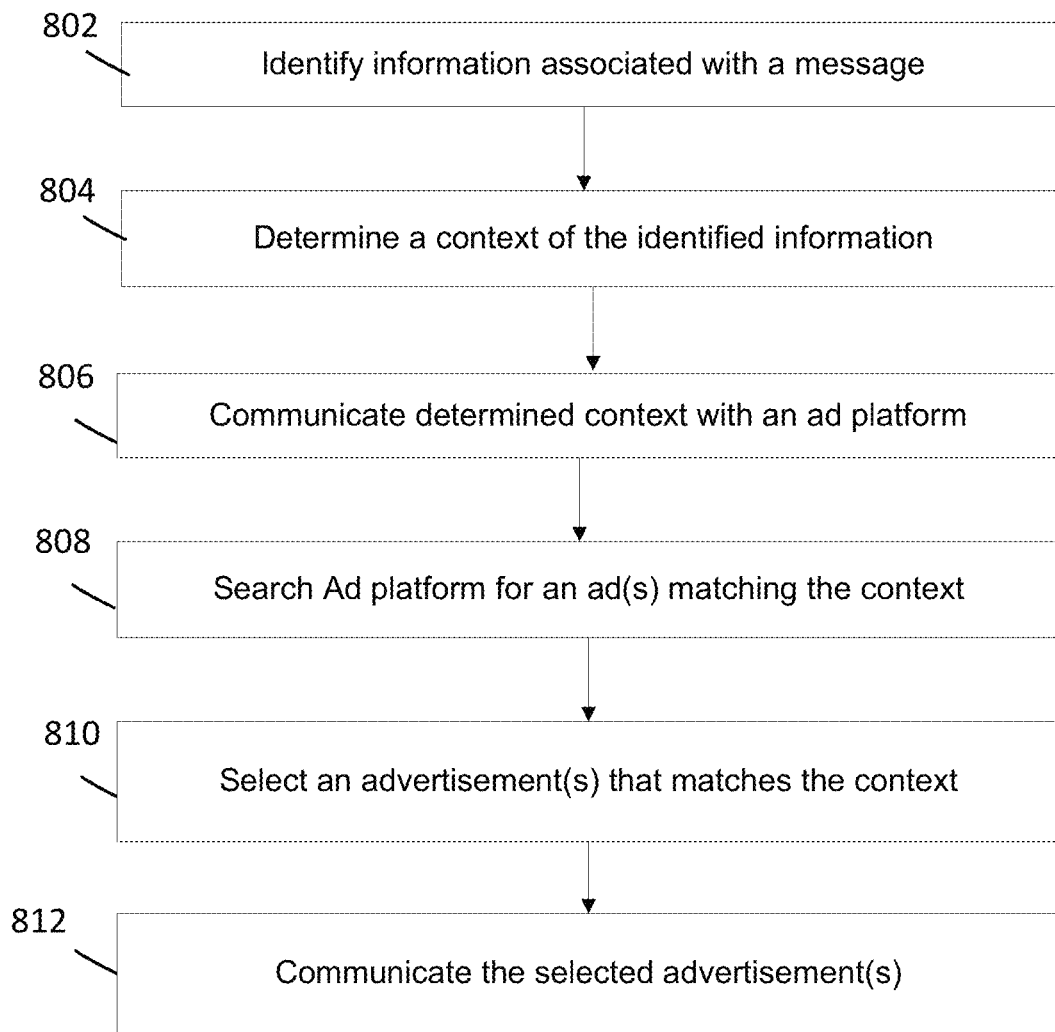 802
Identify information associated with a message
804
Determine a context of the identified information
806
Communicate determined context with an ad platform
808
Search Ad platform for an ad(s) matching the context
810
Select an advertisement(s) that matches the context
812
Communicate the selected advertisement(s)